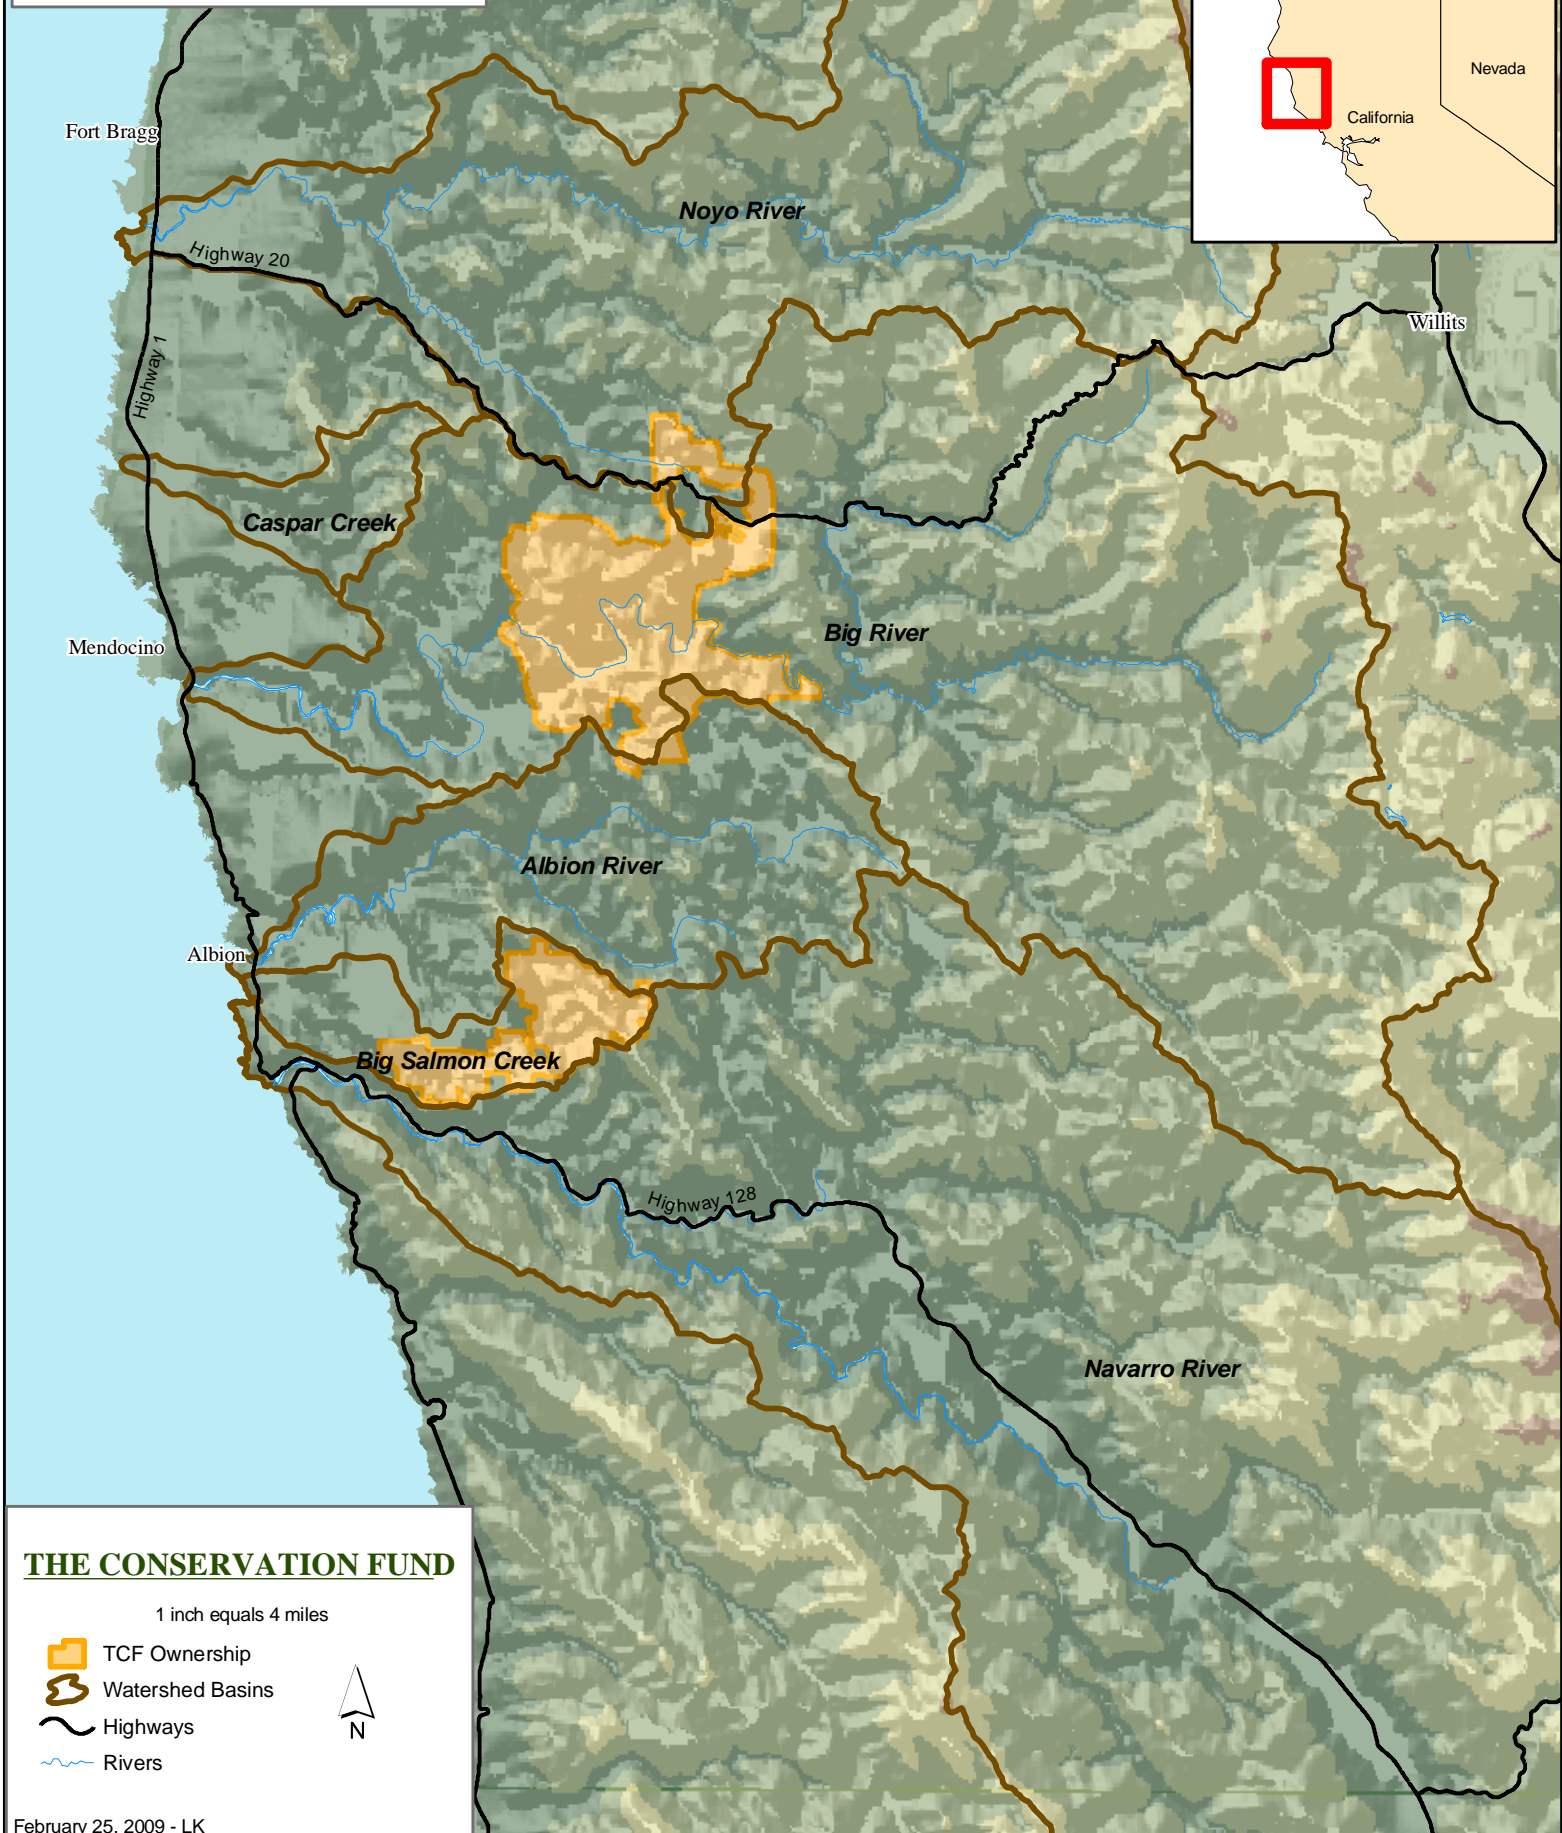 Nevada
California
Fort Bragg
Noyo River
Highway 20
Willits
Highway 1
Caspar Creek
Big River
Mendocino
Albion River
Albion
Big Salmon Creek
Highway 128
Navarro River
THE CONSERVATION FUND
1 inch equals 4 miles
TCF Ownership
Watershed Basins
Highways
N
Rivers
February 25, 2009 - LK